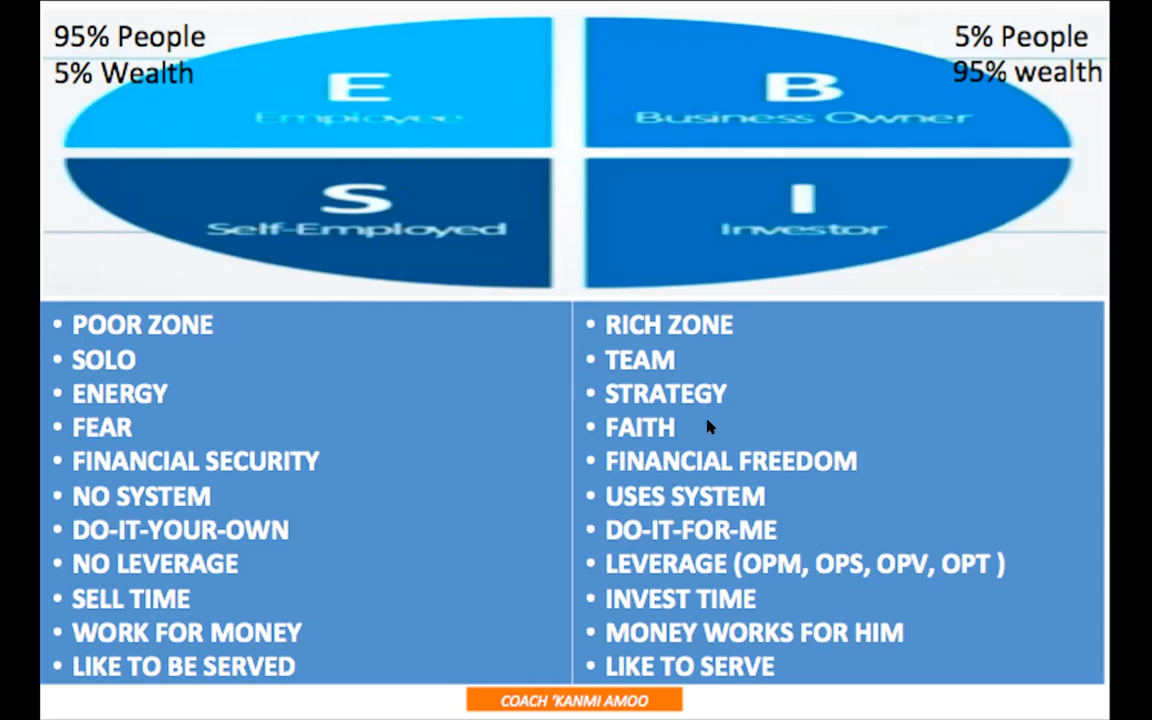 95% People
5% Wealth
5% People
95% wealth
E
Employee
B
Business Owner
S
Self-Employed
I
Investor
• POOR ZONE
• SOLO
• ENERGY
• FEAR
• FINANCIAL SECURITY
• NO SYSTEM
• DO-IT-YOUR-OWN
• NO LEVERAGE
• SELL TIME
• WORK FOR MONEY
• LIKE TO BE SERVED
• RICH ZONE
• TEAM
• STRATEGY
• FAITH
• FINANCIAL FREEDOM
• USES SYSTEM
• DO-IT-FOR-ME
• LEVERAGE (OPM, OPS, OPV, OPT )
• INVEST TIME
• MONEY WORKS FOR HIM
• LIKE TO SERVE
COACH ‘KANMI AMOO